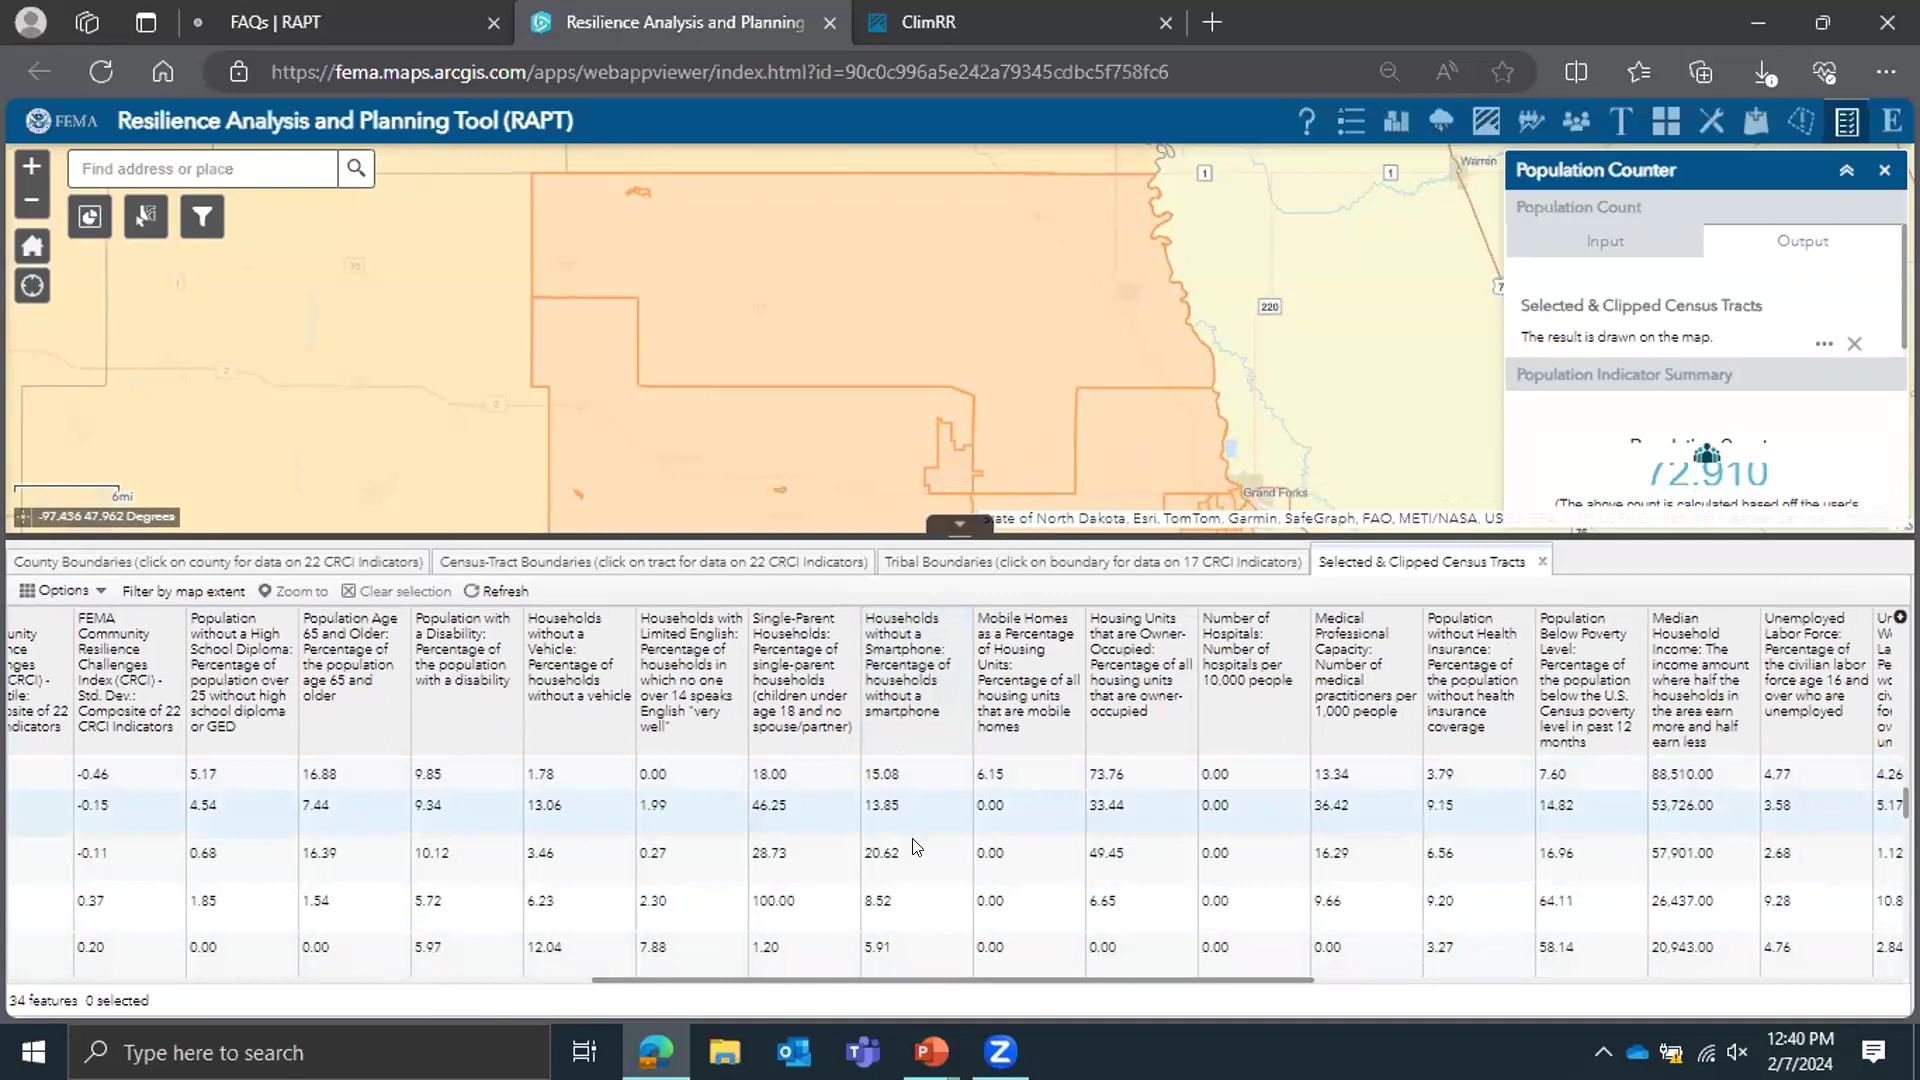 FAQs | RAPT
Resilience Analysis and Planning
ClimRR
https://fema.maps.arcgis.com/apps/webappviewer/index.html?id=90c0c996a5e242a79345cdbc5f758fc6
FEMA
Resilience Analysis and Planning Tool (RAPT)
Find address or place
Warren
1
1
220
2
2
Grand Forks
6mi
-97.436 47.962 Degrees
State of North Dakota, Esri, TomTom, Garmin, SafeGraph, FAO, METI/NASA,
Population Counter
Population Count
Input
Output
Selected & Clipped Census Tracts
The result is drawn on the map.
Population Indicator Summary
72,910
(The above count is calculated based off the user's
County Boundaries (click on county for data on 22 CRCI Indicators)
Census-Tract Boundaries (click on tract for data on 22 CRCI Indicators)
Tribal Boundaries (click on boundary for data on 17 CRCI Indicators)
Selected & Clipped Census Tracts
Options
Filter by map extent
Zoom to
Clear selection
Refresh
FEMA
Community
Resilience
Challenges
Index (CRCI) -
Std. Dev.:
Composite of 22
CRCI Indicators
Population
without a High
School Diploma:
Percentage of
population over
25 without high
school diploma
or GED
Population Age
65 and Older:
Percentage of
the population
age 65 and
older
Population with
a Disability:
Percentage of
the population
with a disability
Households
without a
Vehicle:
Percentage of
households
without a vehicle
Households with
Limited English:
Percentage of
households in
which no one
over 14 speaks
English "very
well"
Single-Parent
Households:
Percentage of
single-parent
households
(children under
age 18 and no
spouse/partner)
Households
without a
Smartphone:
Percentage of
households
without a
smartphone
Mobile Homes
as a Percentage
of Housing
Units:
Percentage of all
housing units
that are mobile
homes
Housing Units
that are Owner-
Occupied:
Percentage of all
housing units
that are owner-
occupied
Number of
Hospitals:
Number of
hospitals per
10,000 people
Medical
Professional
Capacity:
Number of
medical
practitioners per
1,000 people
Population
without Health
Insurance:
Percentage of
the population
without health
insurance
coverage
Population
Below Poverty
Level:
Percentage of
the population
below the U.S.
Census poverty
level in past 12
months
Median
Household
Income: The
income amount
where half the
households in
the area earn
more and half
earn less
Unemployed
Labor Force:
Percentage of
the civilian labor
force age 16 and
over who are
unemployed
-0.46 5.17 16.88 9.85 1.78 0.00 18.00 15.08 6.15 73.76 0.00 13.34 3.79 7.60 88,510.00 4.77 4.26
-0.15 4.54 7.44 9.34 13.06 1.99 46.25 13.85 0.00 33.44 0.00 36.42 9.15 14.82 53,726.00 3.58 5.17
-0.11 0.68 16.39 10.12 3.46 0.27 28.73 20.62 0.00 49.45 0.00 16.29 6.56 16.96 57,901.00 2.68 1.12
0.37 1.85 1.54 5.72 6.23 2.30 100.00 8.52 0.00 6.65 0.00 9.66 9.20 64.11 26,437.00 9.28 10.8
0.20 0.00 0.00 5.97 12.04 7.88 1.20 5.91 0.00 0.00 0.00 0.00 3.27 58.14 20,943.00 4.76 2.84
34 features 0 selected
Type here to search
12:40 PM
2/7/2024